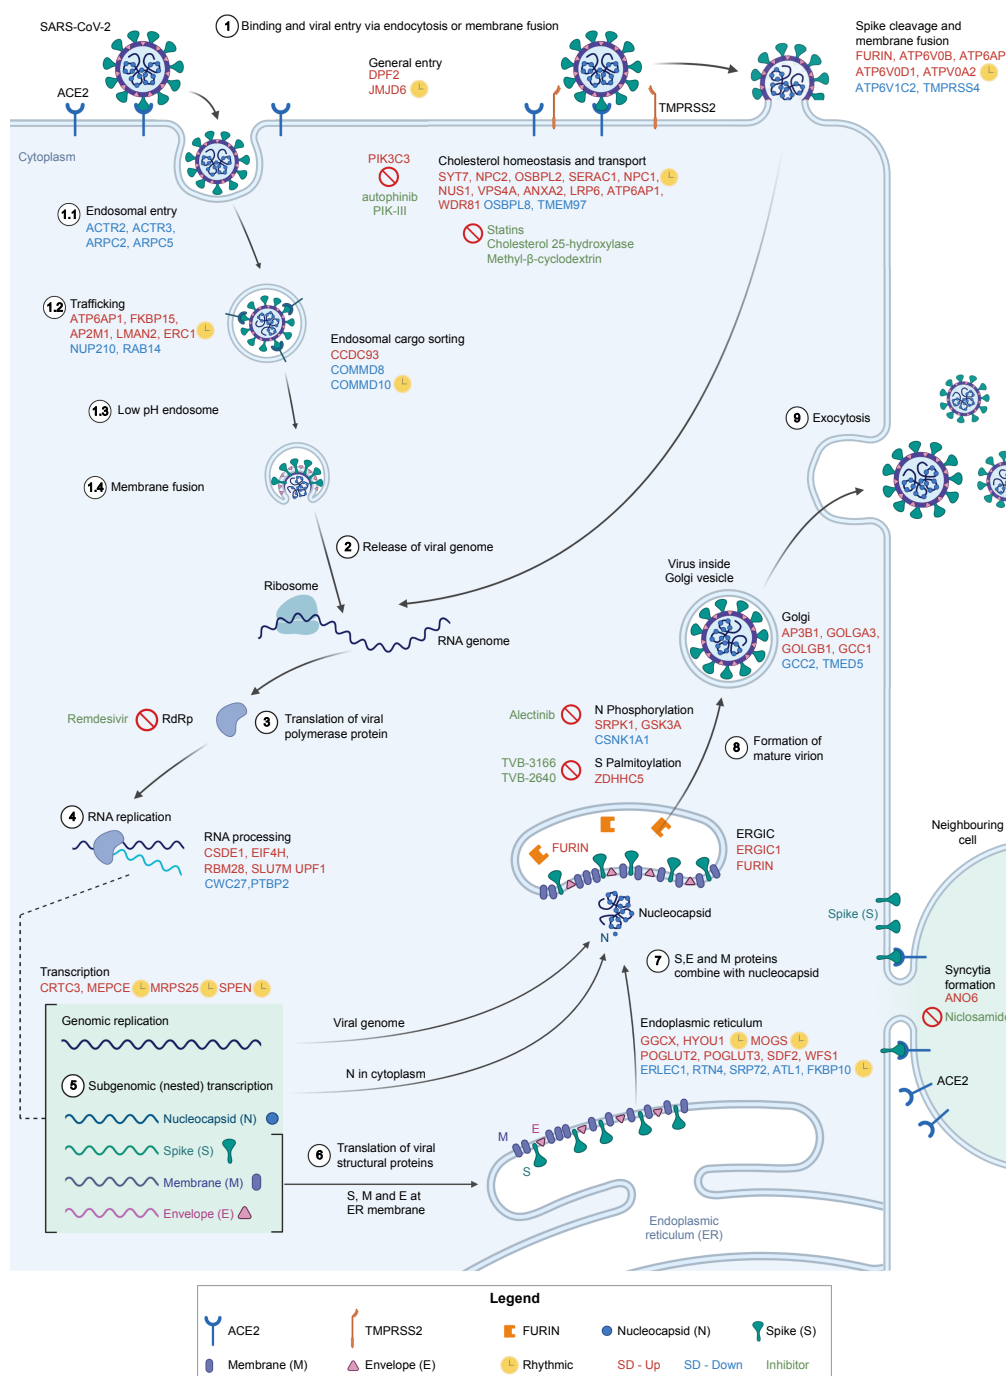 SARS-CoV-2
1 Binding and viral entry via endocytosis or membrane fusion
General entry
DPF2
JMJD6
ACE2
TMPRSS2
Spike cleavage and
membrane fusion
FURIN, ATP6V0B, ATP6AP
ATP6V0D1, ATPV0A2
ATP6V1C2, TMPRSS4
Cytoplasm
PIK3C3
autophinib
PIK-III
Cholesterol homeostasis and transport
SYT7, NPC2, OSBPL2, SERAC1, NPC1,
NUS1, VPS4A, ANXA2, LRP6, ATP6AP1,
WDR81 OSBPL8, TMEM97
Statins
Cholesterol 25-hydroxylase
Methyl-β-cyclodextrin
1.1 Endosomal entry
ACTR2, ACTR3,
ARPC2, ARPC5
1.2 Trafficking
ATP6AP1, FKBP15,
AP2M1, LMAN2, ERC1
NUP210, RAB14
Endosomal cargo sorting
CCDC93
COMMD8
COMMD10
1.3 Low pH endosome
1.4 Membrane fusion
9 Exocytosis
2 Release of viral genome
Ribosome
RNA genome
Virus inside
Golgi vesicle
Golgi
AP3B1, GOLGA3,
GOLGB1, GCC1
GCC2, TMED5
Remdesivir
RdRp
3 Translation of viral
polymerase protein
Alectinib
N Phosphorylation
SRPK1, GSK3A
CSNK1A1
TVB-3166
TVB-2640
S Palmitoylation
ZDHHC5
8 Formation of
mature virion
4 RNA replication
RNA processing
CSDE1, EIF4H,
RBM28, SLU7M UPF1
CWC27,PTBP2
FURIN
ERGIC
ERGIC1
FURIN
Nucleocapsid
N
Neighbouring
cell
Spike (S)
7 S,E and M proteins
combine with nucleocapsid
Transcription
CRTC3, MEPCE MRPS25 SPEN
Genomic replication
Viral genome
N in cytoplasm
Syncytia
formation
ANO6
Niclosamide
Endoplasmic reticulum
GGCX, HYOU1 MOGS
POGLUT2, POGLUT3, SDF2, WFS1
ERLEC1, RTN4, SRP72, ATL1, FKBP10
ACE2
5 Subgenomic (nested) transcription
Nucleocapsid (N)
Spike (S)
Membrane (M)
Envelope (E)
6 Translation of viral
structural proteins
S, M and E at
ER membrane
M
E
S
Endoplasmic
reticulum (ER)
Legend
ACE2
TMPRSS2
FURIN
Nucleocapsid (N)
Spike (S)
Membrane (M)
Envelope (E)
Rhythmic
SD - Up
SD - Down
Inhibitor